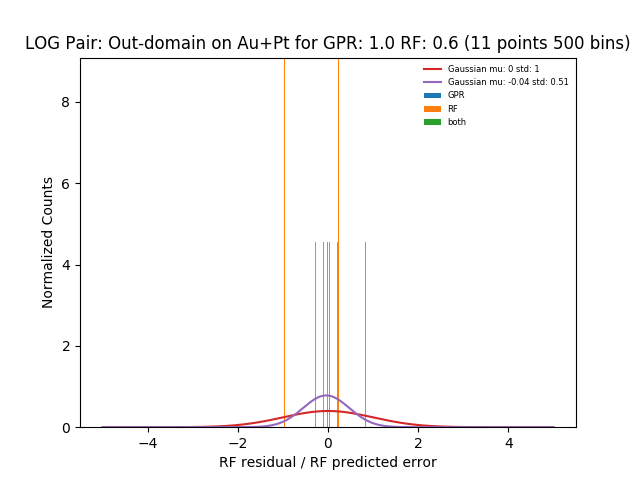 LOG Pair: Out-domain on Au+Pt for GPR: 1.0 RF: 0.6 (11 points 500 bins)
Gaussian mu: 0 std: 1
Gaussian mu: -0.04 std: 0.51
GPR
RF
both
8
6
4
2
0
Normalized Counts
−4 −2 0 2 4
RF residual / RF predicted error